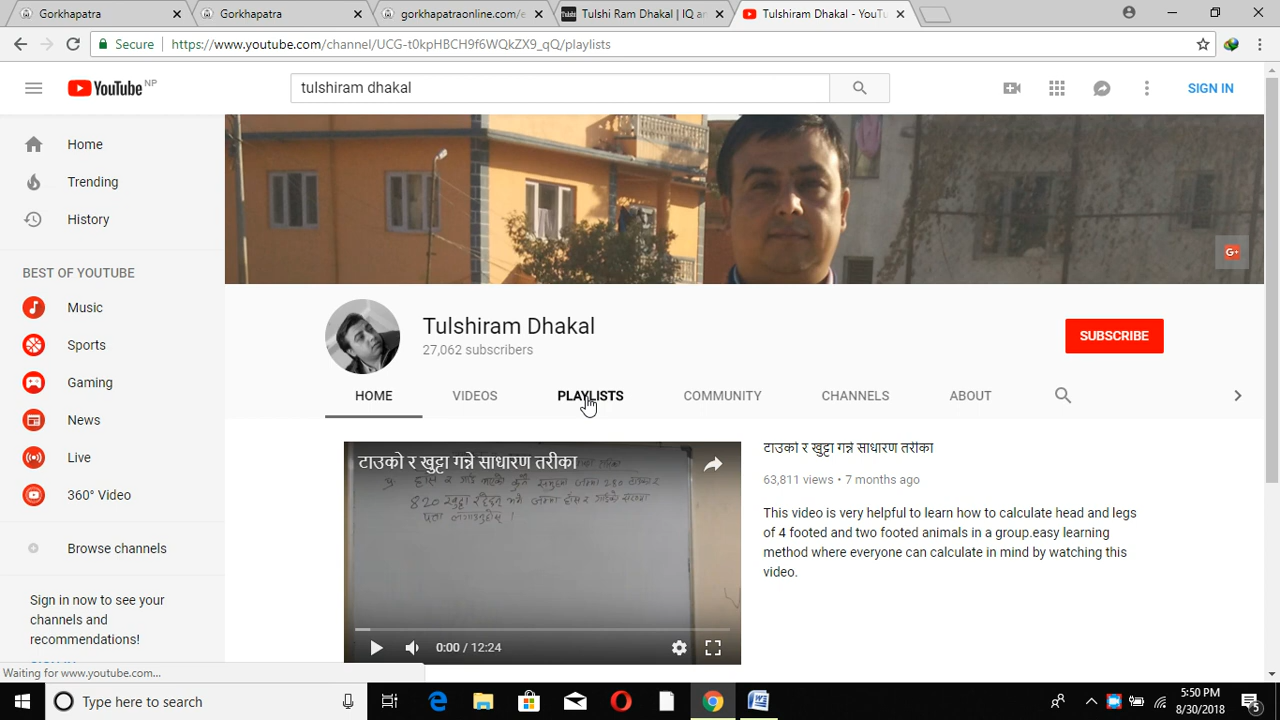 Gorkhapatra
Gorkhapatra
gorkhapatraonline.com/e
Tulshi Ram Dhakal | IQ ar
Tulshiram Dhakal - YouTu
Secure
https://www.youtube.com/channel/UCG-t0kpHBCH9f6WQkZX9_qQ/playlists
YouTube NP
tulshiram dhakal
SIGN IN
Home
Trending
History
BEST OF YOUTUBE
Music
Sports
Gaming
News
Live
360° Video
Browse channels
Sign in now to see your
channels and
recommendations!
Tulshiram Dhakal
27,062 subscribers
SUBSCRIBE
HOME
VIDEOS
PLAYLISTS
COMMUNITY
CHANNELS
ABOUT
टाउको र खुट्टा गन्ने साधारण तरीका
0:00 / 12:24
टाउको र खुट्टा गन्ने साधारण तरीका
63,811 views • 7 months ago
This video is very helpful to learn how to calculate head and legs
of 4 footed and two footed animals in a group.easy learning
method where everyone can calculate in mind by watching this
video.
Waiting for www.youtube.com...
Type here to search
5:50 PM
8/30/2018
5